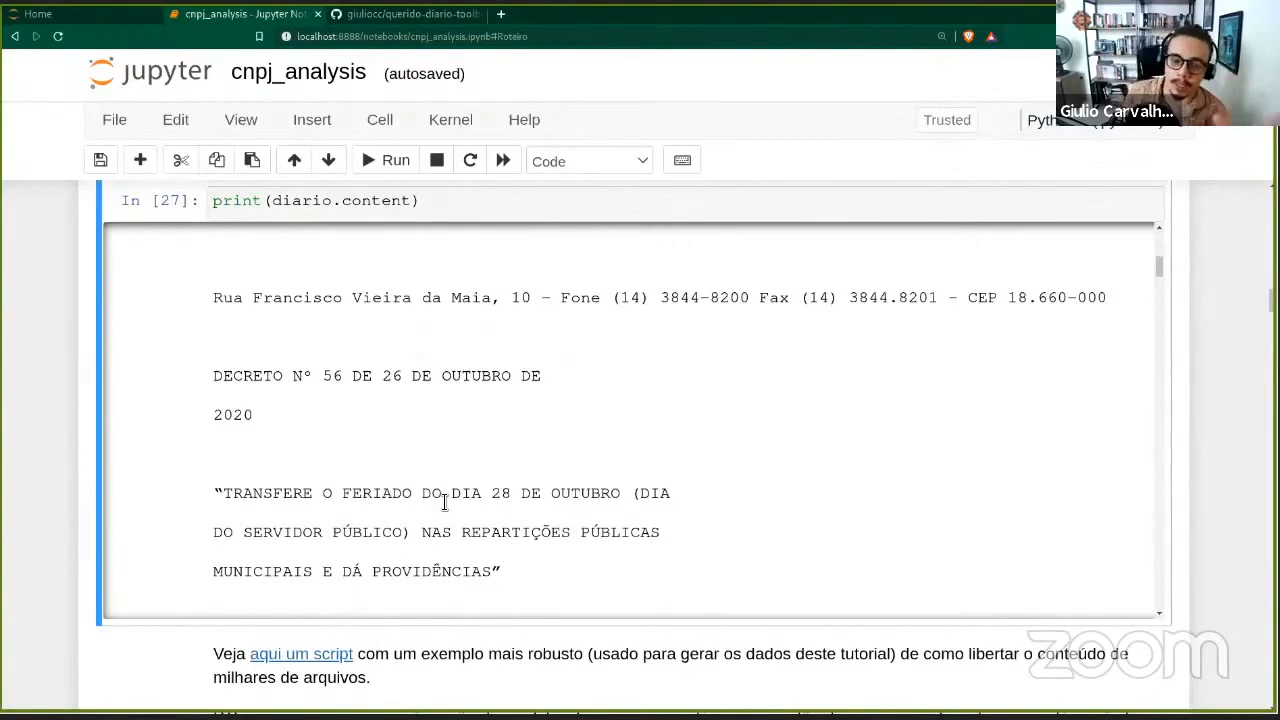 Home
cnpj_analysis - Jupyter Not
giuliocc/querido-diario-toolb
localhost:8888/notebooks/cnpj_analysis.ipynb#Roteiro
jupyter cnpj_analysis (autosaved)
Giulio Carvalh...
File Edit View Insert Cell Kernel Help Trusted
Run Code
In [27]: print(diario.content)
Rua Francisco Vieira da Maia, 10 – Fone (14) 3844-8200 Fax (14) 3844.8201 – CEP 18.660-000
DECRETO Nº 56 DE 26 DE OUTUBRO DE
2020
“TRANSFERE O FERIADO DO DIA 28 DE OUTUBRO (DIA
DO SERVIDOR PÚBLICO) NAS REPARTIÇÕES PÚBLICAS
MUNICIPAIS E DÁ PROVIDÊNCIAS”
Veja aqui um script com um exemplo mais robusto (usado para gerar os dados deste tutorial) de como libertar o conteúdo de
milhares de arquivos.
zoom